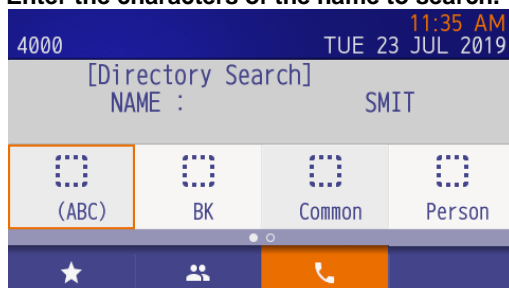 Enter the characters of the name to search.
11:35 AM
4000 TUE 23 JUL 2019
[Directory Search]
NAME : SMIT
(ABC) BK Common Person